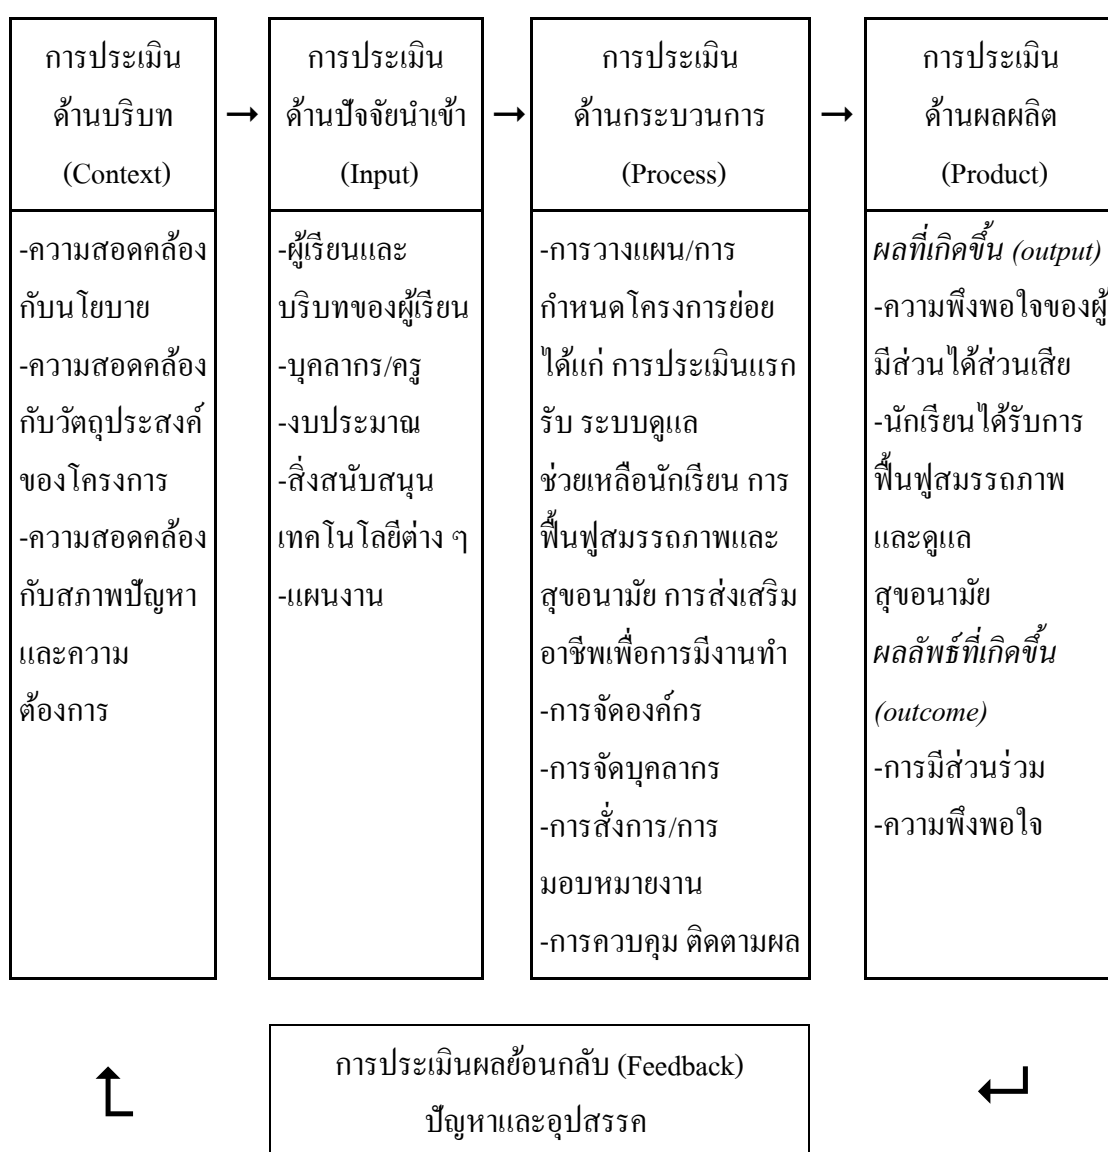 การประเมิน
ด้านบริบท
(Context)
-ความสอดคล้อง
กับนโยบาย
-ความสอดคล้อง
กับวัตถุประสงค์
ของโครงการ
-ความสอดคล้อง
กับสภาพปัญหา
และความ
ต้องการ
→
การประเมิน
ด้านปัจจัยนำเข้า
(Input)
-ผู้เรียนและ
บริบทของผู้เรียน
-บุคลากร/ครู
-งบประมาณ
-สิ่งสนับสนุน
เทคโนโลยีต่าง ๆ
-แผนงาน
→
การประเมิน
ด้านกระบวนการ
(Process)
-การวางแผน/การ
กำหนดโครงการย่อย
ได้แก่ การประเมินแรก
รับ ระบบดูแล
ช่วยเหลือนักเรียน การ
ฟื้นฟูสมรรถภาพและ
สุขอนามัย การส่งเสริม
อาชีพเพื่อการมีงานทำ
-การจัดองค์กร
-การจัดบุคลากร
-การสั่งการ/การ
มอบหมายงาน
-การควบคุม ติดตามผล
→
การประเมิน
ด้านผลผลิต
(Product)
ผลที่เกิดขึ้น (output)
-ความพึงพอใจของผู้
มีส่วนได้ส่วนเสีย
-นักเรียนได้รับการ
ฟื้นฟูสมรรถภาพ
และดูแล
สุขอนามัย
ผลลัพธ์ที่เกิดขึ้น
(outcome)
-การมีส่วนร่วม
-ความพึงพอใจ
การประเมินผลย้อนกลับ (Feedback)
ปัญหาและอุปสรรค